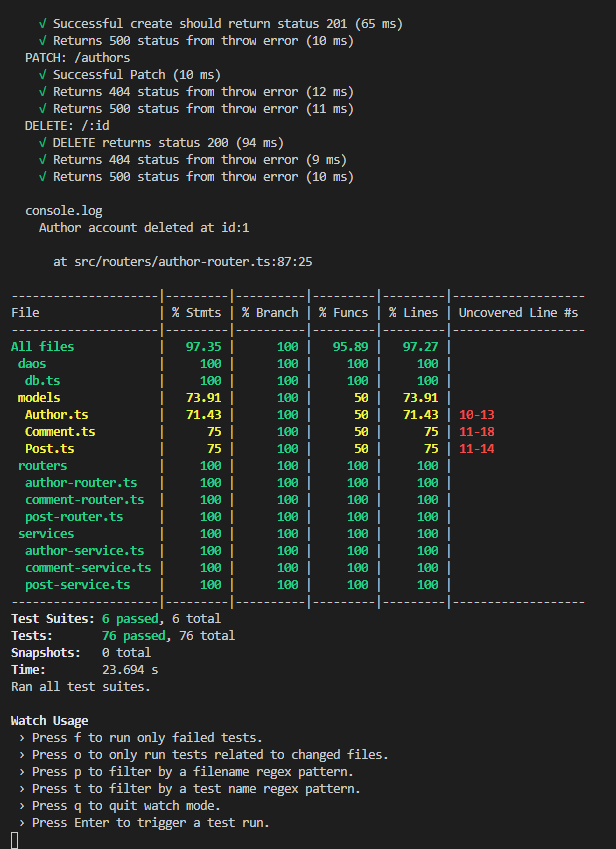 √ Successful create should return status 201 (65 ms)
√ Returns 500 status from throw error (10 ms)
PATCH: /authors
√ Successful Patch (10 ms)
√ Returns 404 status from throw error (12 ms)
√ Returns 500 status from throw error (11 ms)
DELETE: /:id
√ DELETE returns status 200 (94 ms)
√ Returns 404 status from throw error (9 ms)
√ Returns 500 status from throw error (10 ms)
console.log
Author account deleted at id:1
at src/routers/author-router.ts:87:25
---------------------|---------|----------|---------|---------|-------------------
File                 | % Stmts | % Branch | % Funcs | % Lines | Uncovered Line #s
---------------------|---------|----------|---------|---------|-------------------
All files            |   97.35 |      100 |   95.89 |   97.27 |
 daos                |     100 |      100 |     100 |     100 |
  db.ts              |     100 |      100 |     100 |     100 |
 models              |   73.91 |      100 |      50 |   73.91 |
  Author.ts          |   71.43 |      100 |      50 |   71.43 | 10-13
  Comment.ts         |      75 |      100 |      50 |      75 | 11-18
  Post.ts            |      75 |      100 |      50 |      75 | 11-14
 routers             |     100 |      100 |     100 |     100 |
  author-router.ts   |     100 |      100 |     100 |     100 |
  comment-router.ts  |     100 |      100 |     100 |     100 |
  post-router.ts     |     100 |      100 |     100 |     100 |
 services            |     100 |      100 |     100 |     100 |
  author-service.ts  |     100 |      100 |     100 |     100 |
  comment-service.ts |     100 |      100 |     100 |     100 |
  post-service.ts    |     100 |      100 |     100 |     100 |
---------------------|---------|----------|---------|---------|-------------------
Test Suites: 6 passed, 6 total
Tests:       76 passed, 76 total
Snapshots:   0 total
Time:        23.694 s
Ran all test suites.
Watch Usage
 › Press f to run only failed tests.
 › Press o to only run tests related to changed files.
 › Press p to filter by a filename regex pattern.
 › Press t to filter by a test name regex pattern.
 › Press q to quit watch mode.
 › Press Enter to trigger a test run.